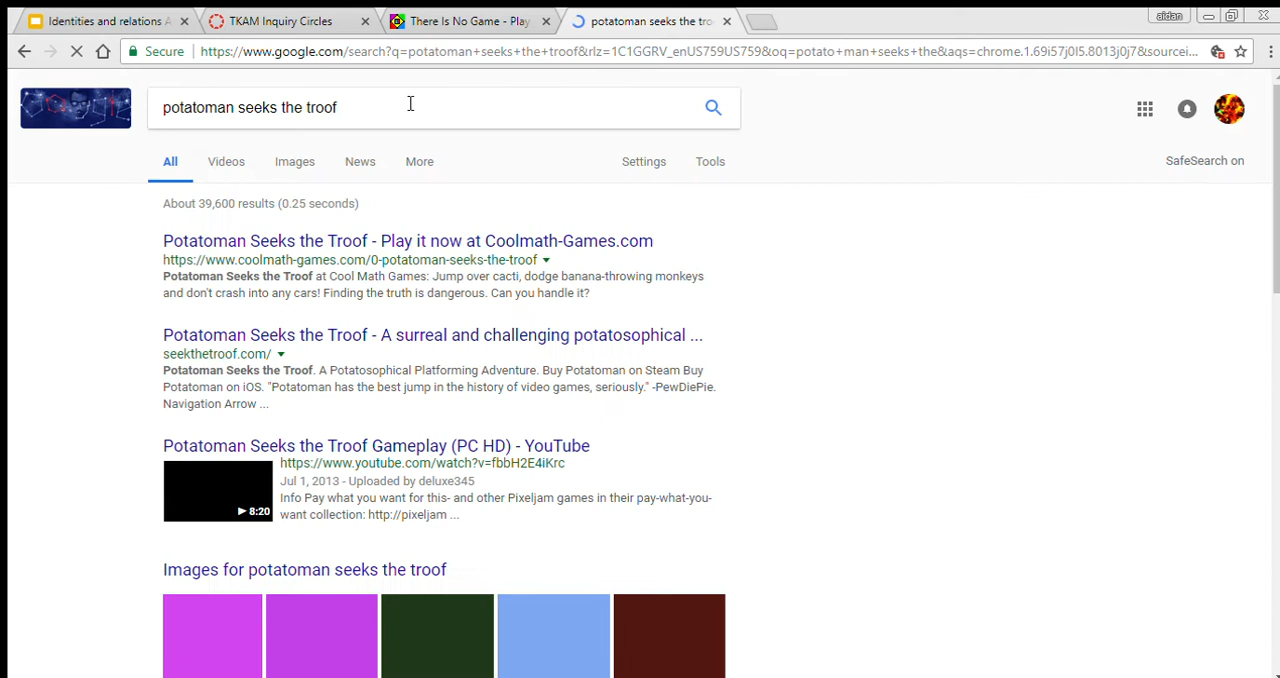 Identities and relations A
TKAM Inquiry Circles
There Is No Game - Play
potatoman seeks the tro
aidan
Secure
https://www.google.com/search?q=potatoman+seeks+the+troof&rlz=1C1GGRV_enUS759US759&oq=potato+man+seeks+the&aqs=chrome.1.69i57j0l5.8013j0j7&sourcei...
potatoman seeks the troof
All Videos Images News More Settings Tools
SafeSearch on
About 39,600 results (0.25 seconds)
Potatoman Seeks the Troof - Play it now at Coolmath-Games.com
https://www.coolmath-games.com/0-potatoman-seeks-the-troof
Potatoman Seeks the Troof at Cool Math Games: Jump over cacti, dodge banana-throwing monkeys
and don't crash into any cars! Finding the truth is dangerous. Can you handle it?
Potatoman Seeks the Troof - A surreal and challenging potatosophical ...
seekthetroof.com/
Potatoman Seeks the Troof. A Potatosophical Platforming Adventure. Buy Potatoman on Steam Buy
Potatoman on iOS. "Potatoman has the best jump in the history of video games, seriously." -PewDiePie.
Navigation Arrow ...
Potatoman Seeks the Troof Gameplay (PC HD) - YouTube
https://www.youtube.com/watch?v=fbbH2E4iKrc
Jul 1, 2013 - Uploaded by deluxe345
Info Pay what you want for this- and other Pixeljam games in their pay-what-you-
want collection: http://pixeljam ...
8:20
Images for potatoman seeks the troof